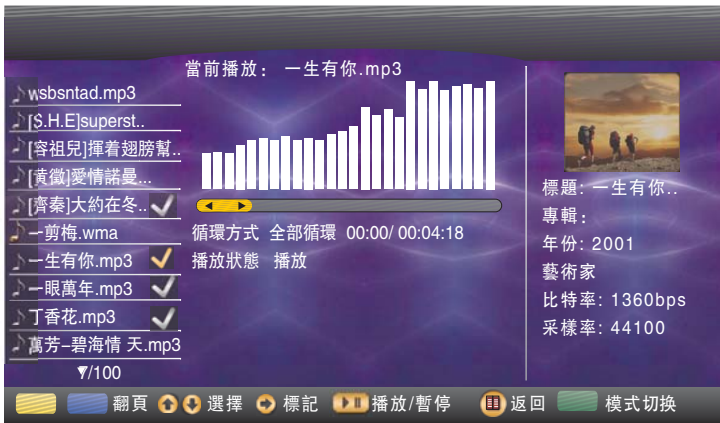 當前播放： 一生有你.mp3
wsbsntad.mp3
[S.H.E]superst..
[容祖兒]揮着翅膀幫..
[黃徵]愛情諾曼...
[齊秦]大約在冬..
一剪梅.wma
一生有你.mp3
一眼萬年.mp3
丁香花.mp3
萬芳–碧海情 天.mp3
7/100
循環方式 全部循環 00:00/ 00:04:18
播放狀態 播放
標題: 一生有你..
專輯：
年份: 2001
藝術家
比特率: 1360bps
采樣率: 44100
翻頁 選擇 標記 播放/暫停 返回 模式切換